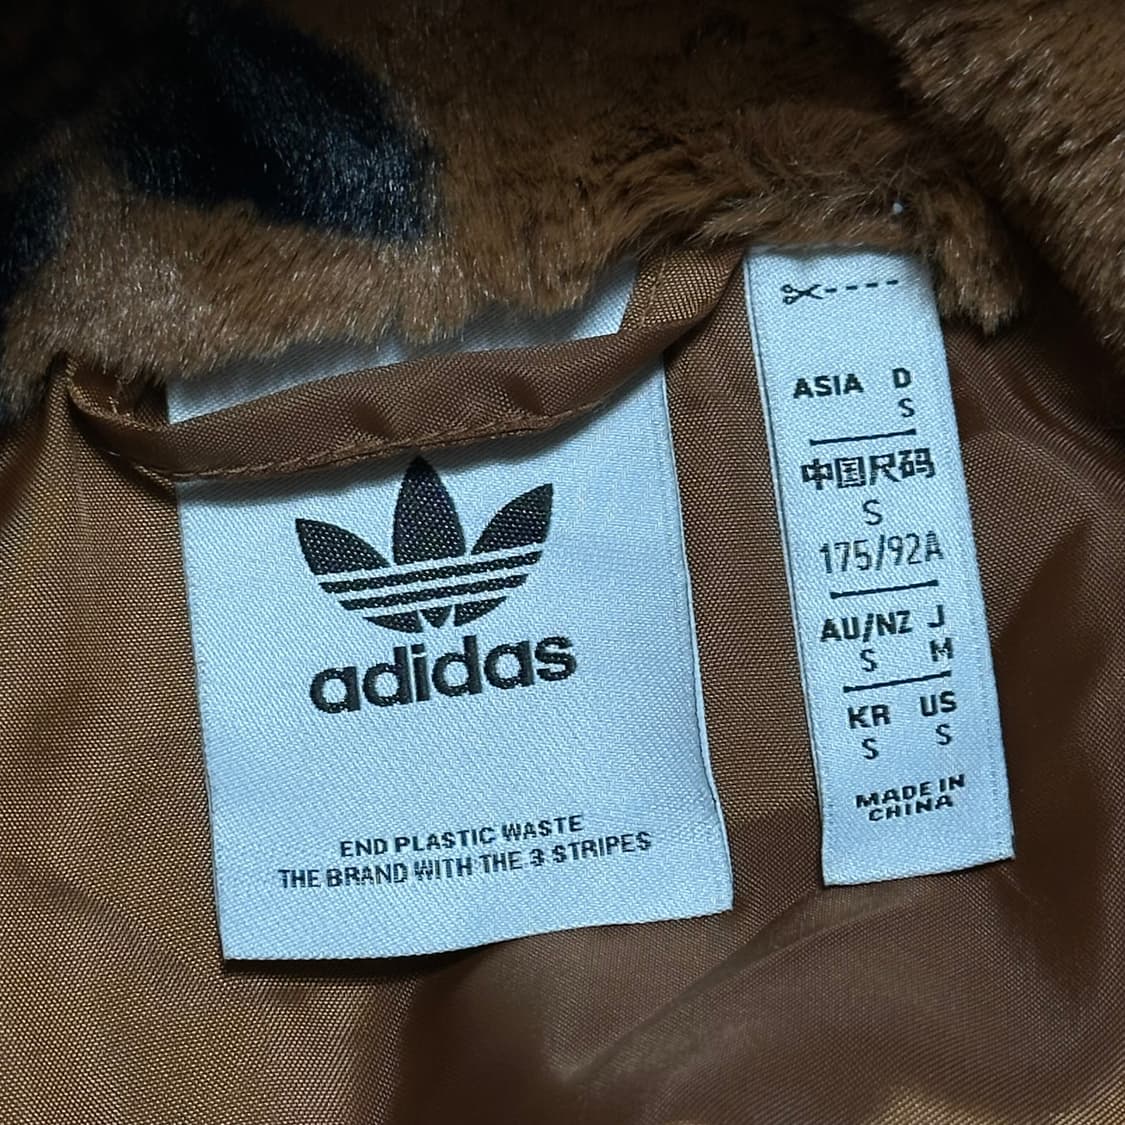 adidas
END PLASTIC WASTE
THE BRAND WITH THE 3 STRIPES
ASIA D
S
中国尺码
S
175/92A
AU/NZ J
S M
KR US
S S
MADE IN
CHINA